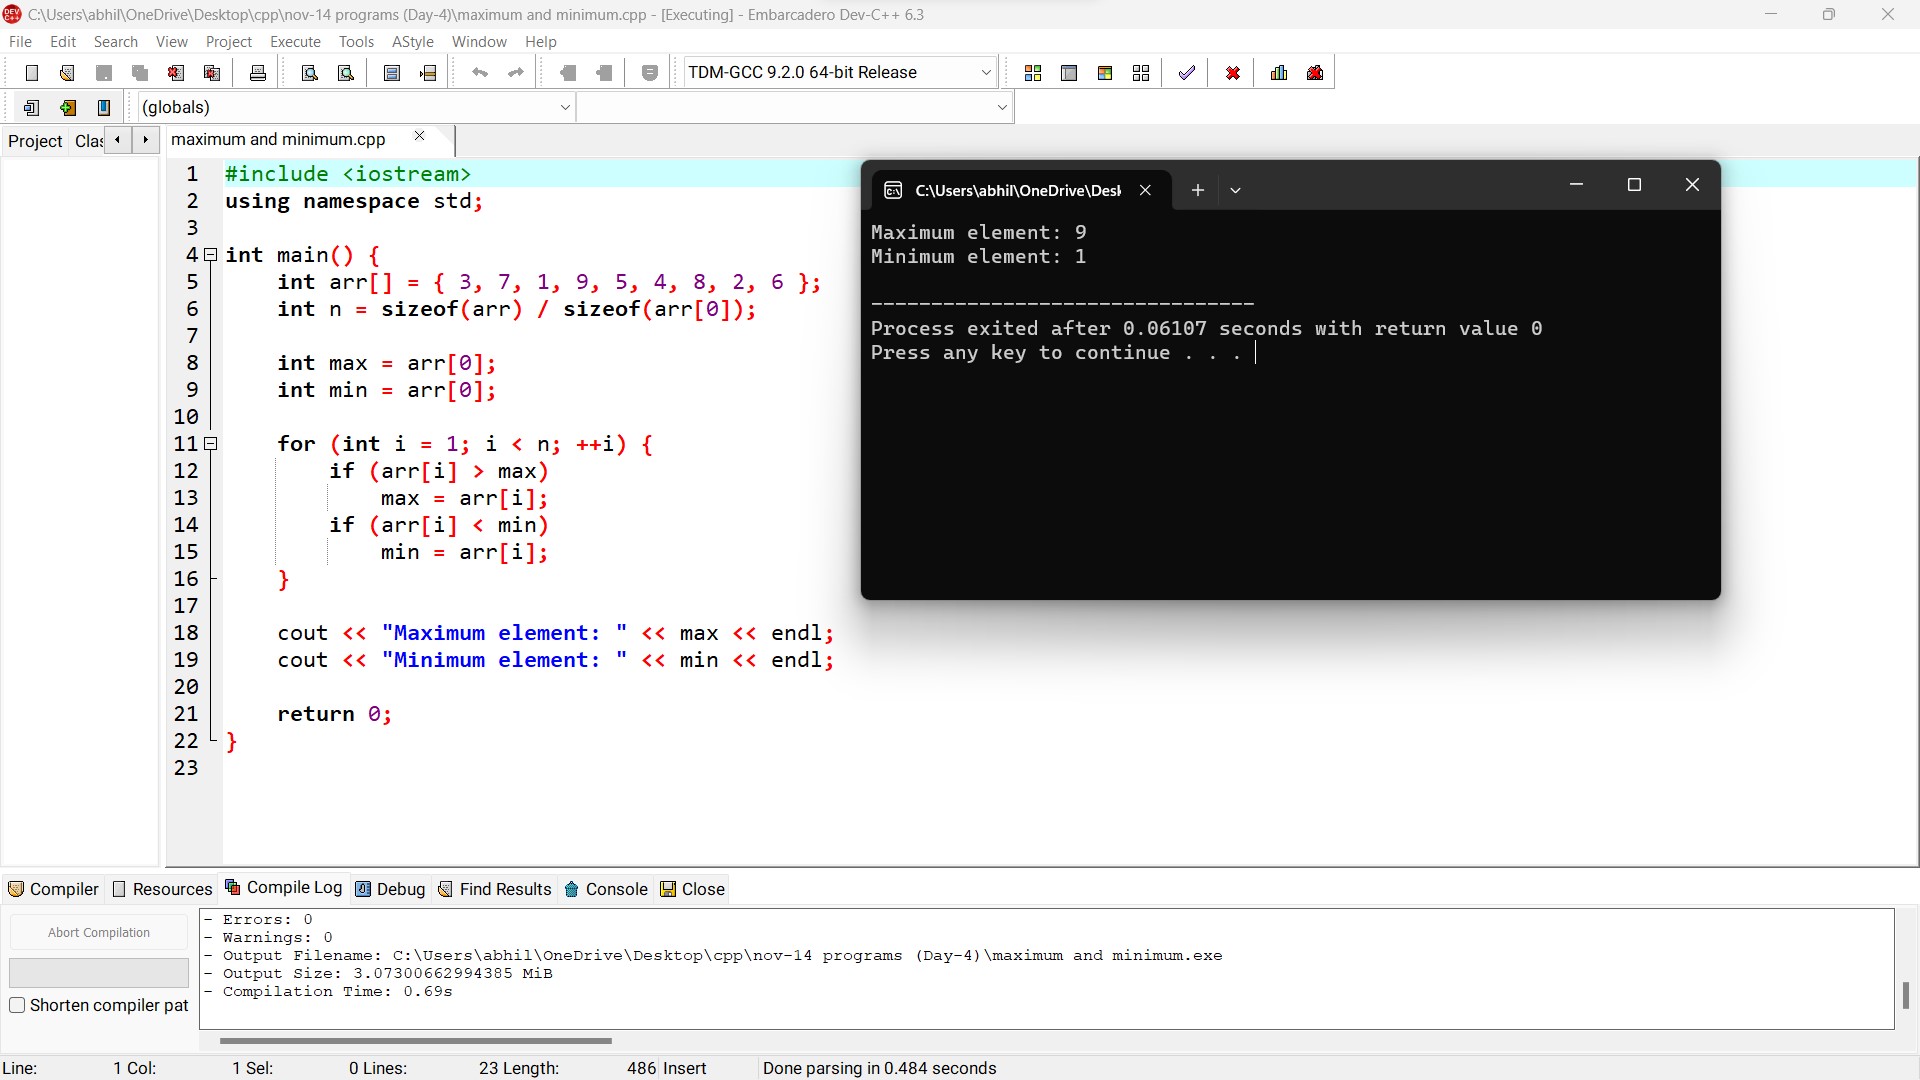 C:\Users\abhil\OneDrive\Desktop\cpp\nov-14 programs (Day-4)\maximum and minimum.cpp - [Executing] - Embarcadero Dev-C++ 6.3
File Edit Search View Project Execute Tools AStyle Window Help
TDM-GCC 9.2.0 64-bit Release
(globals)
Project Clas maximum and minimum.cpp
1 #include <iostream>
2 using namespace std;
3
4 int main() {
5     int arr[] = { 3, 7, 1, 9, 5, 4, 8, 2, 6 };
6     int n = sizeof(arr) / sizeof(arr[0]);
7
8     int max = arr[0];
9     int min = arr[0];
10
11     for (int i = 1; i < n; ++i) {
12         if (arr[i] > max)
13             max = arr[i];
14         if (arr[i] < min)
15             min = arr[i];
16     }
17
18     cout << "Maximum element: " << max << endl;
19     cout << "Minimum element: " << min << endl;
20
21     return 0;
22 }
23
C:\Users\abhil\OneDrive\Desk
Maximum element: 9
Minimum element: 1
--------------------------------
Process exited after 0.06107 seconds with return value 0
Press any key to continue . . .
Compiler Resources Compile Log Debug Find Results Console Close
Abort Compilation
Shorten compiler pat
- Errors: 0
- Warnings: 0
- Output Filename: C:\Users\abhil\OneDrive\Desktop\cpp\nov-14 programs (Day-4)\maximum and minimum.exe
- Output Size: 3.07300662994385 MiB
- Compilation Time: 0.69s
Line: 1 Col: 1 Sel: 0 Lines: 23 Length: 486 Insert Done parsing in 0.484 seconds